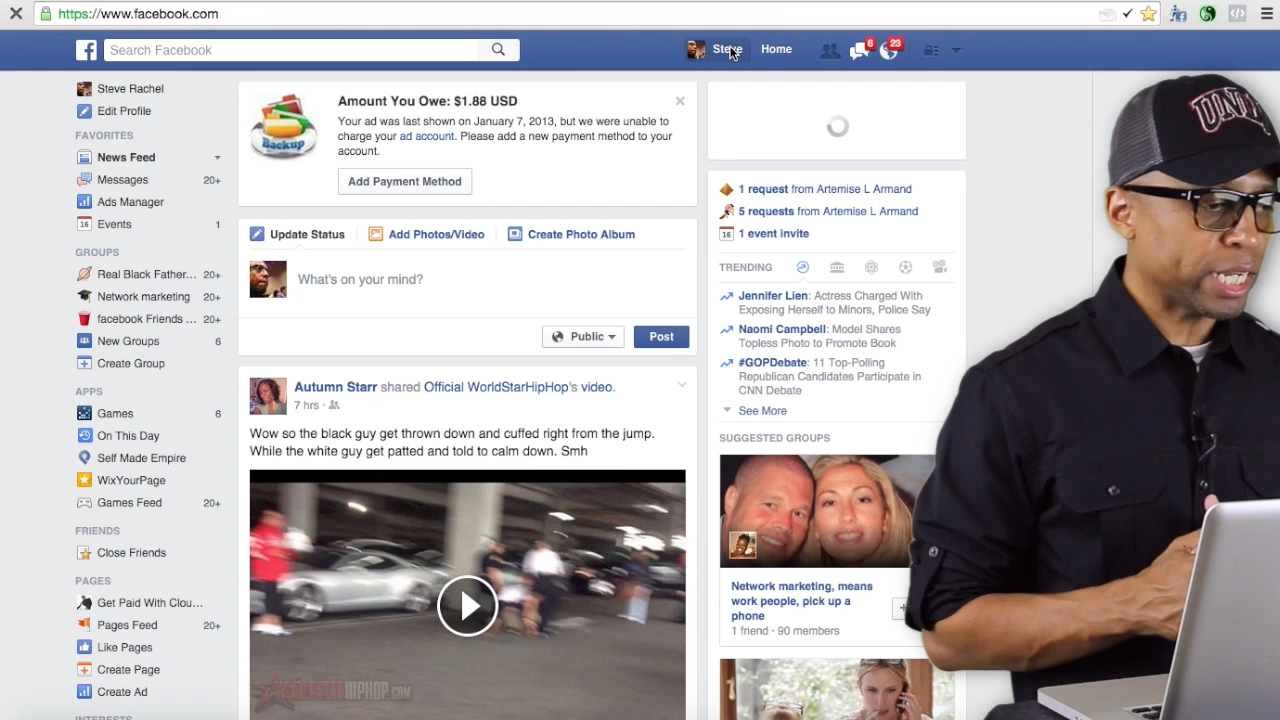 https://www.facebook.com
Search Facebook
Steve
Home
6
23
Steve Rachel
Edit Profile
FAVORITES
News Feed
Messages 20+
Ads Manager
16 Events 1
GROUPS
Real Black Father... 20+
Network marketing 20+
facebook Friends ... 20+
New Groups 6
Create Group
APPS
Games 6
On This Day
Self Made Empire
WixYourPage
Games Feed 20+
FRIENDS
Close Friends
PAGES
Get Paid With Clou...
Pages Feed 20+
Like Pages
Create Page
Create Ad
INTERESTS
Backup
Amount You Owe: $1.88 USD
Your ad was last shown on January 7, 2013, but we were unable to
charge your ad account. Please add a new payment method to your
account.
Add Payment Method
Update Status
Add Photos/Video
Create Photo Album
What's on your mind?
Public
Post
Autumn Starr shared Official WorldStarHipHop's video.
7 hrs ·
Wow so the black guy get thrown down and cuffed right from the jump.
While the white guy get patted and told to calm down. Smh
WORLDSTARHIPHOP.COM
1 request from Artemise L Armand
5 requests from Artemise L Armand
16 1 event invite
TRENDING
Jennifer Lien: Actress Charged With
Exposing Herself to Minors, Police Say
Naomi Campbell: Model Shares
Topless Photo to Promote Book
#GOPDebate: 11 Top-Polling
Republican Candidates Participate in
CNN Debate
See More
SUGGESTED GROUPS
Network marketing, means
work people, pick up a
phone
1 friend · 90 members